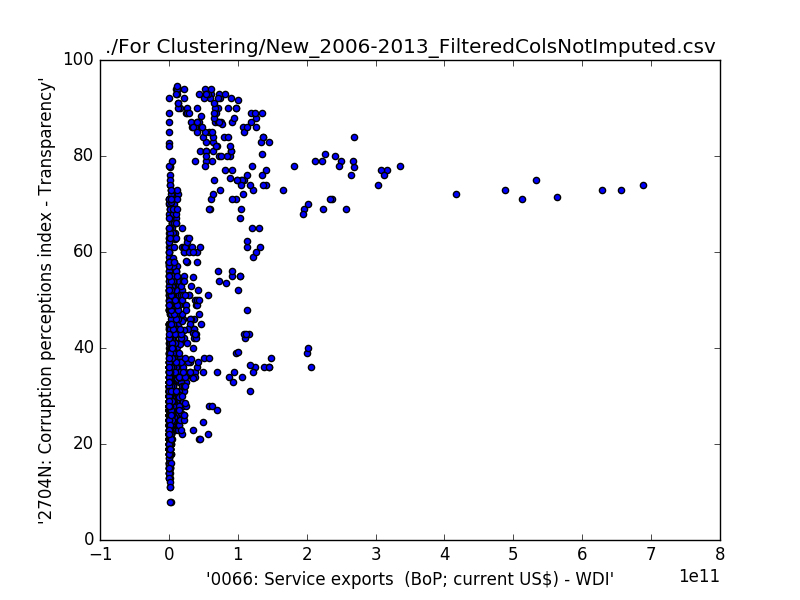 ./For Clustering/New_2006-2013_FilteredColsNotImputed.csv
100
80
60
40
20
0
'2704N: Corruption perceptions index - Transparency'
−1 0 1 2 3 4 5 6 7 8
1e11
'0066: Service exports  (BoP; current US$) - WDI'